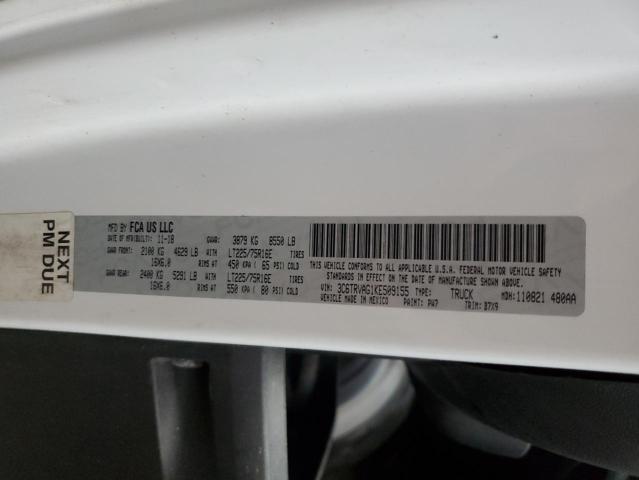 NEXT
PM DUE
MFD BY FCA US LLC
DATE OF MFR(BUILT): 11-18 GVWR: 3879 KG 8550 LB
GAWR FRONT: 2100 KG 4629 LB WITH LT225/75R16E TIRES
16X6.0 RIMS AT 450 KPA ( 65 PSI) COLD
GAWR REAR: 2400 KG 5291 LB WITH LT225/75R16E TIRES
16X6.0 RIMS AT 550 KPA ( 80 PSI) COLD
THIS VEHICLE CONFORMS TO ALL APPLICABLE U.S.A. FEDERAL MOTOR VEHICLE SAFETY
STANDARDS IN EFFECT ON THE DATE OF MANUFACTURE SHOWN ABOVE.
VIN: 3C6TRVAG1KE509155 TYPE: TRUCK MDH: 110821 480AA
VEHICLE MADE IN MEXICO PAINT: PW7 TRIM: B7X9